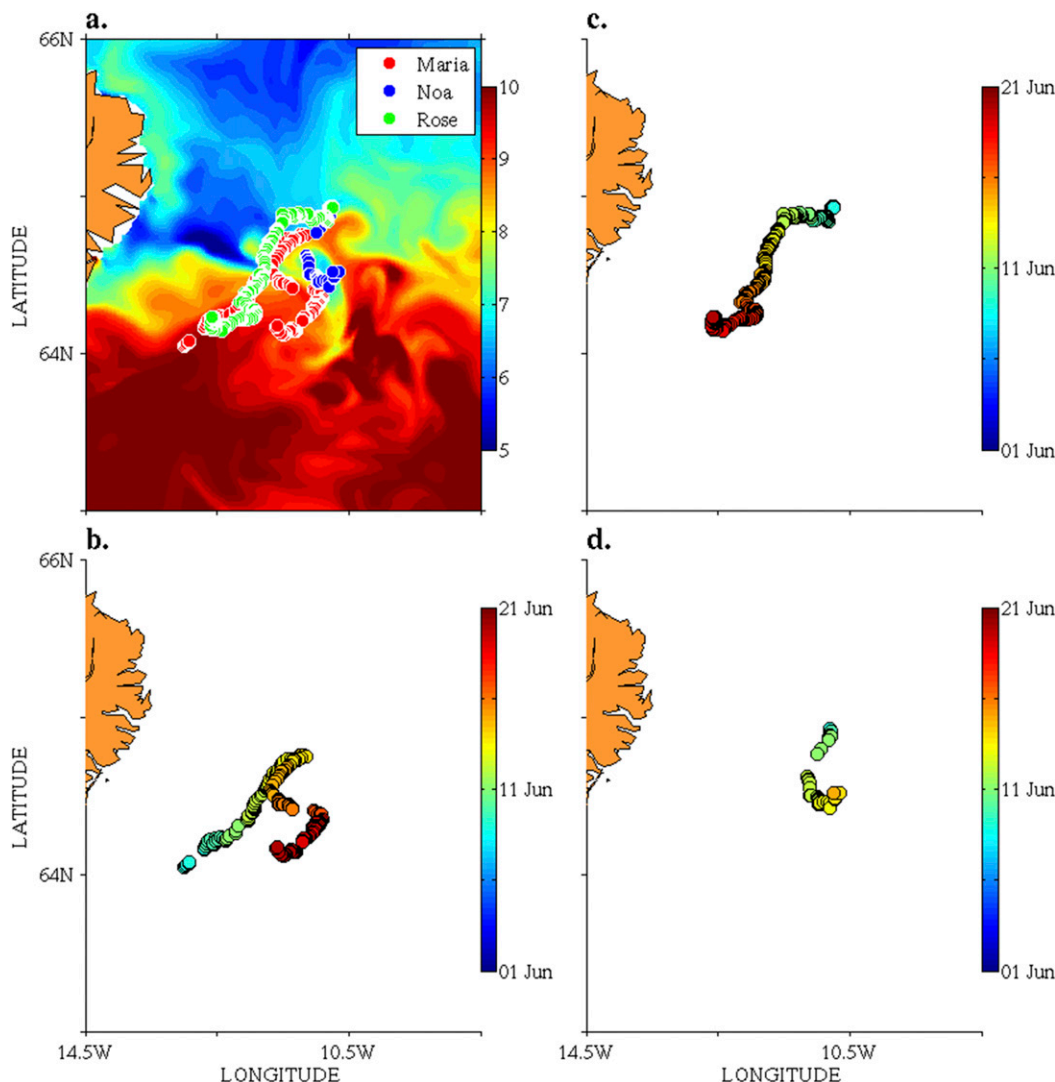 a.
66N
Maria
Noa
Rose
10
9
8
7
6
5
LATITUDE
64N
c.
21 Jun
11 Jun
01 Jun
b.
66N
21 Jun
11 Jun
01 Jun
LATITUDE
64N
14.5W
10.5W
LONGITUDE
d.
21 Jun
11 Jun
01 Jun
14.5W
10.5W
LONGITUDE